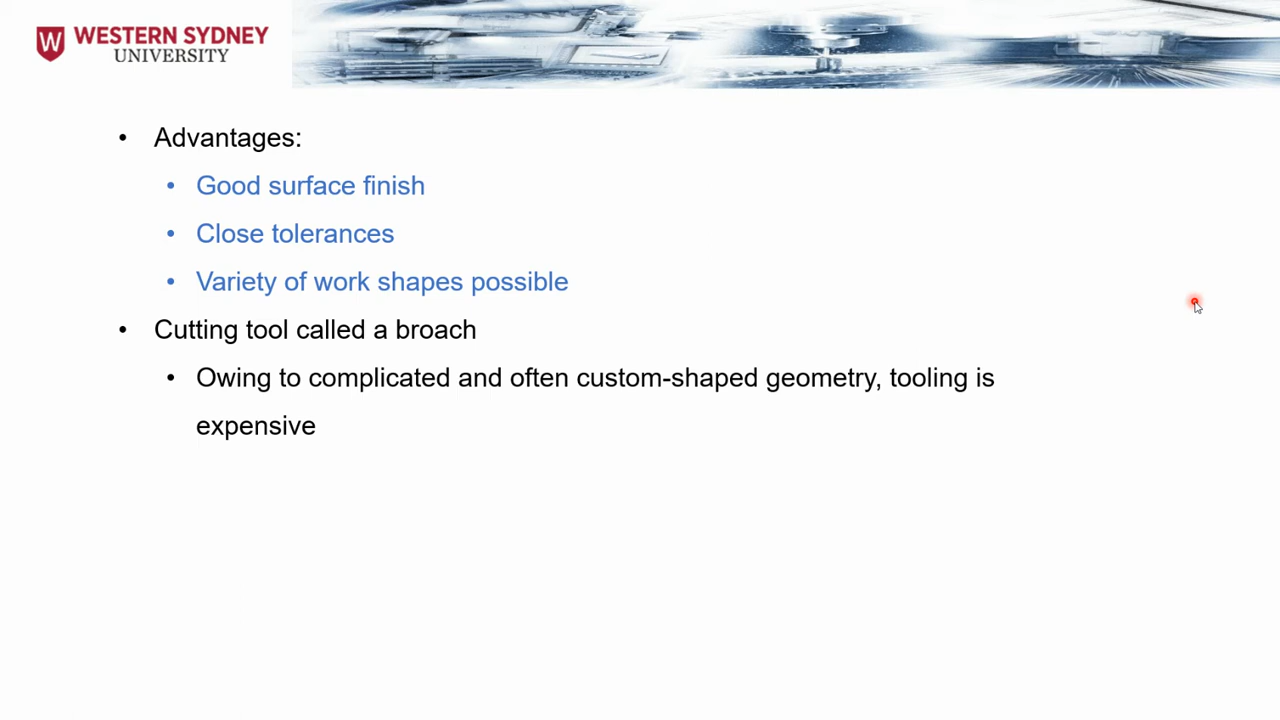 WESTERN SYDNEY
UNIVERSITY
• Advantages:
• Good surface finish
• Close tolerances
• Variety of work shapes possible
• Cutting tool called a broach
• Owing to complicated and often custom-shaped geometry, tooling is
expensive